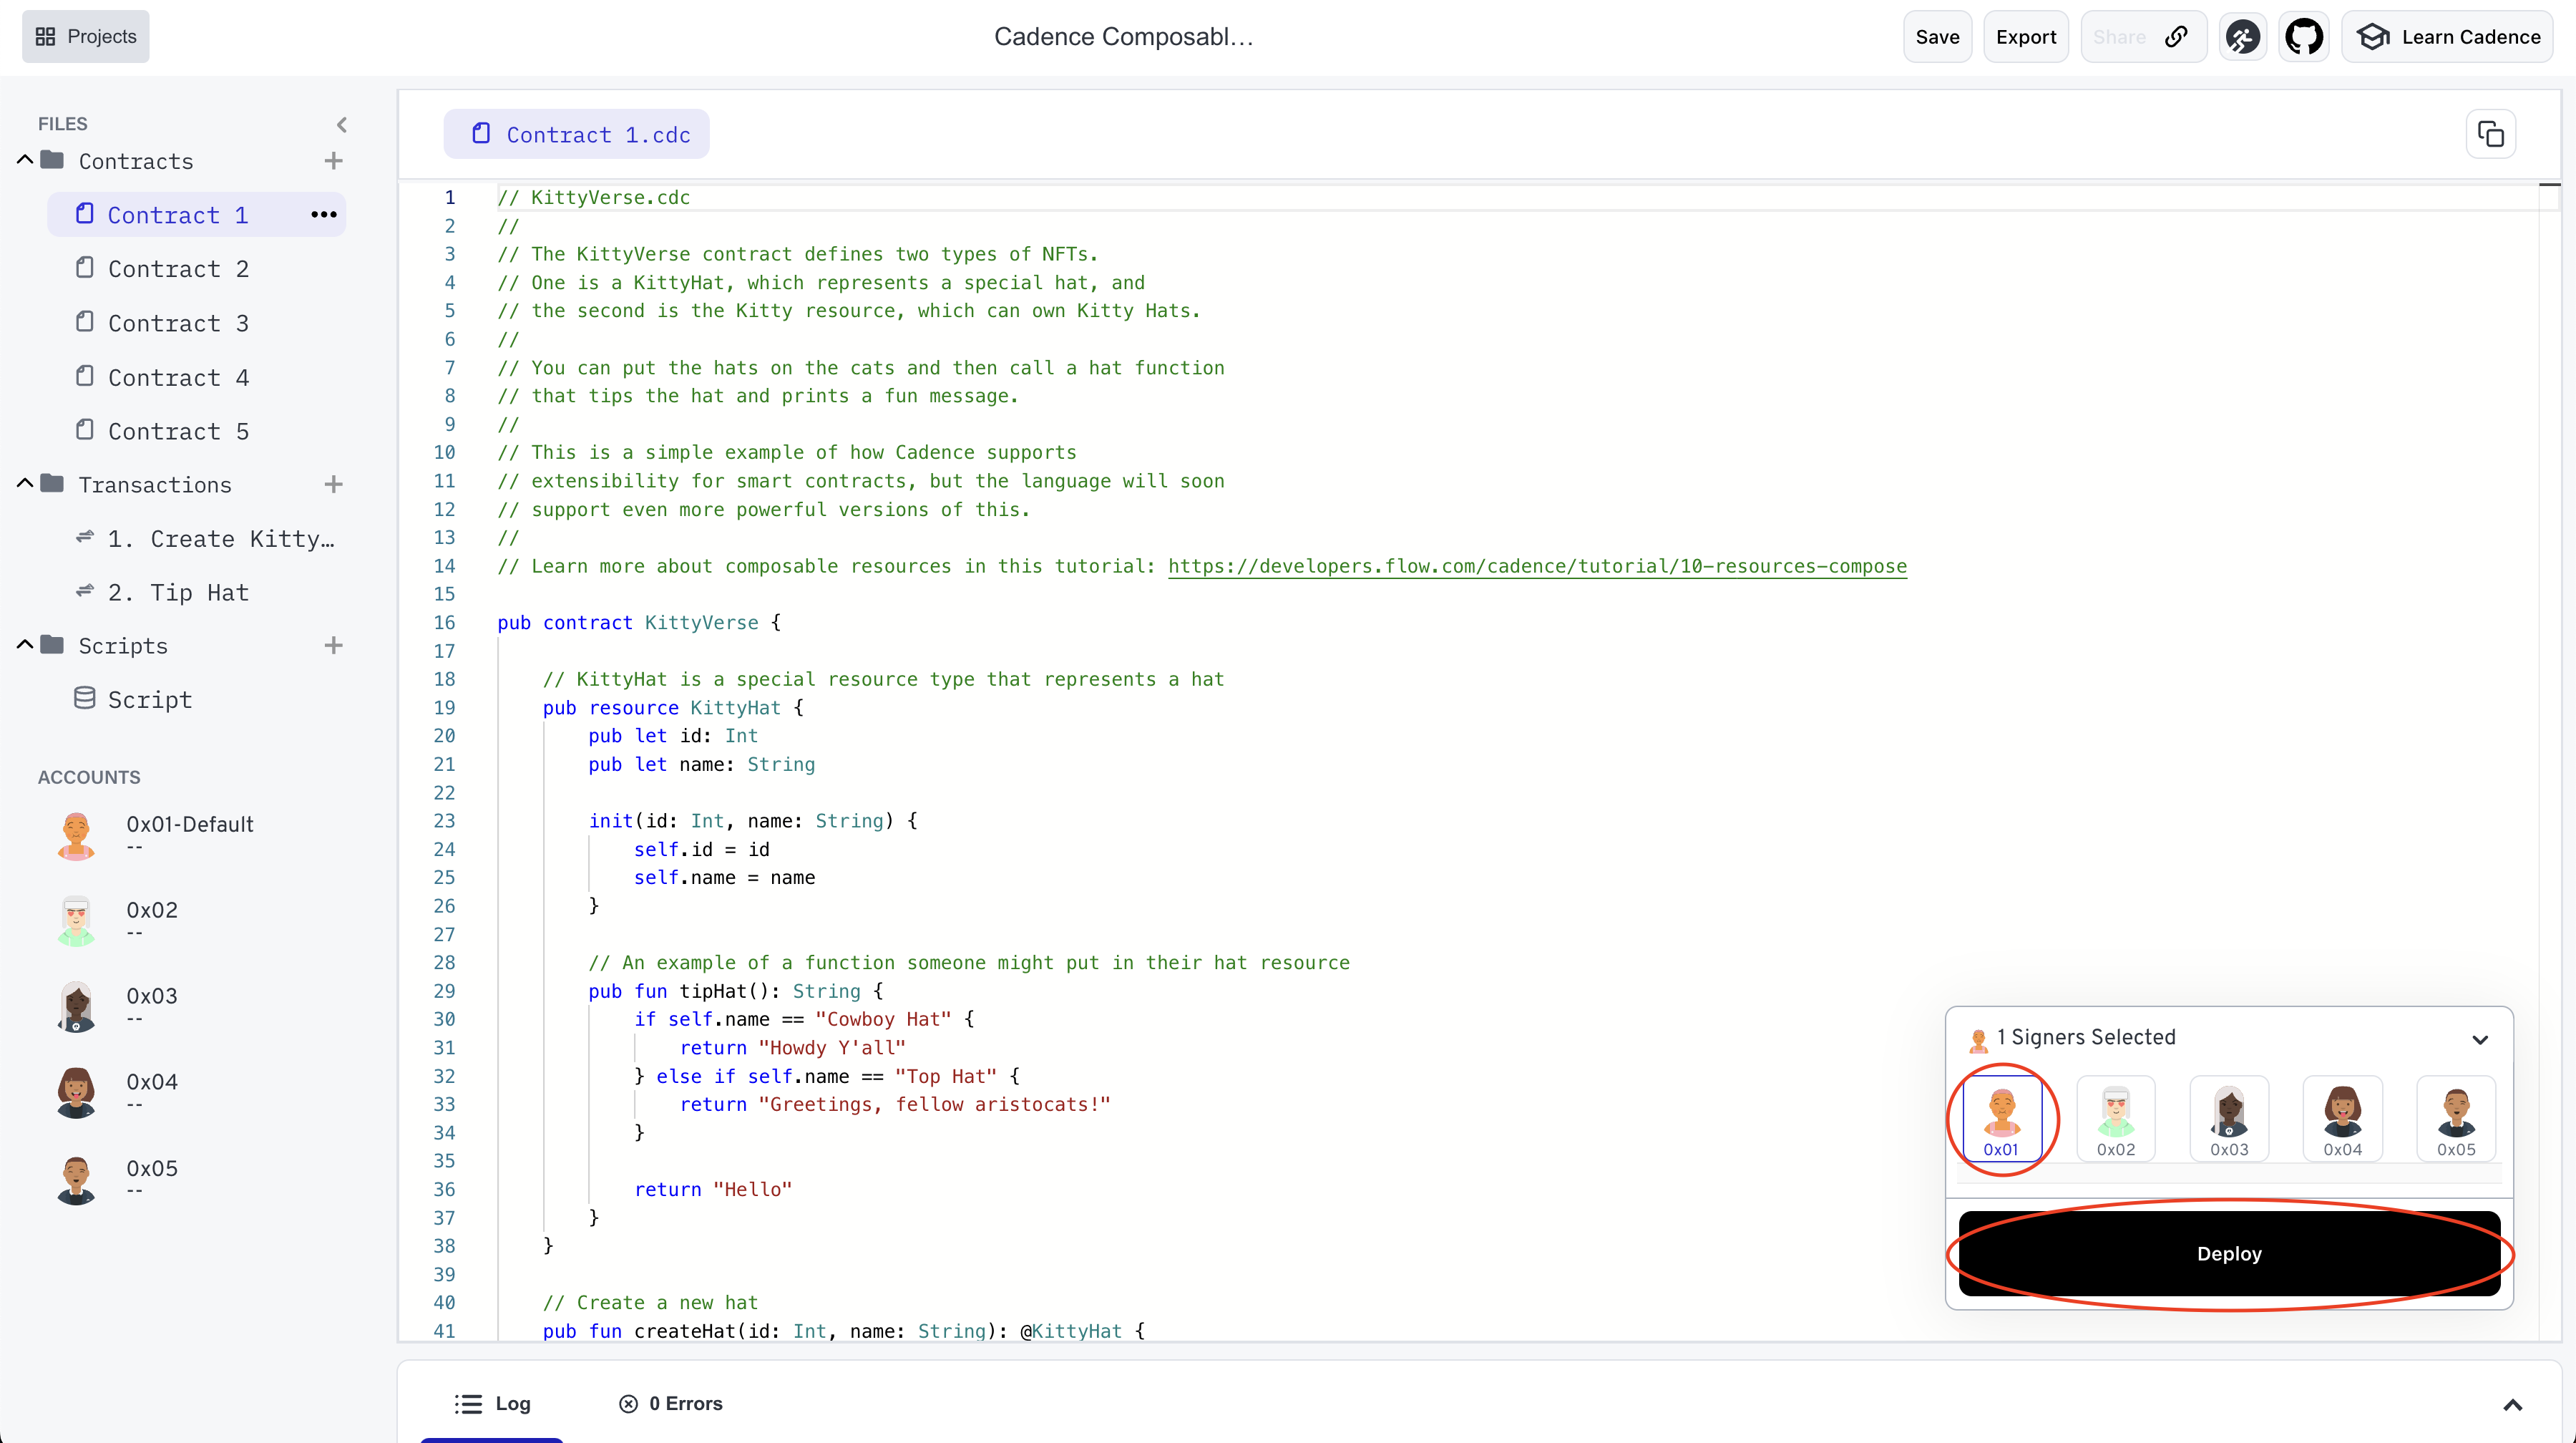 Projects
Cadence Composabl...
Save
Export
Share
Learn Cadence
FILES
Contracts
Contract 1
Contract 2
Contract 3
Contract 4
Contract 5
Transactions
1. Create Kitty…
2. Tip Hat
Scripts
Script
ACCOUNTS
0x01-Default
--
0x02
--
0x03
--
0x04
--
0x05
--
Contract 1.cdc
1 // KittyVerse.cdc
2 //
3 // The KittyVerse contract defines two types of NFTs.
4 // One is a KittyHat, which represents a special hat, and
5 // the second is the Kitty resource, which can own Kitty Hats.
6 //
7 // You can put the hats on the cats and then call a hat function
8 // that tips the hat and prints a fun message.
9 //
10 // This is a simple example of how Cadence supports
11 // extensibility for smart contracts, but the language will soon
12 // support even more powerful versions of this.
13 //
14 // Learn more about composable resources in this tutorial: https://developers.flow.com/cadence/tutorial/10-resources-compose
15
16 pub contract KittyVerse {
17
18 // KittyHat is a special resource type that represents a hat
19 pub resource KittyHat {
20 pub let id: Int
21 pub let name: String
22
23 init(id: Int, name: String) {
24 self.id = id
25 self.name = name
26 }
27
28 // An example of a function someone might put in their hat resource
29 pub fun tipHat(): String {
30 if self.name == "Cowboy Hat" {
31 return "Howdy Y'all"
32 } else if self.name == "Top Hat" {
33 return "Greetings, fellow aristocats!"
34 }
35
36 return "Hello"
37 }
38 }
39
40 // Create a new hat
41 pub fun createHat(id: Int, name: String): @KittyHat {
1 Signers Selected
0x01
0x02
0x03
0x04
0x05
Deploy
Log
0 Errors